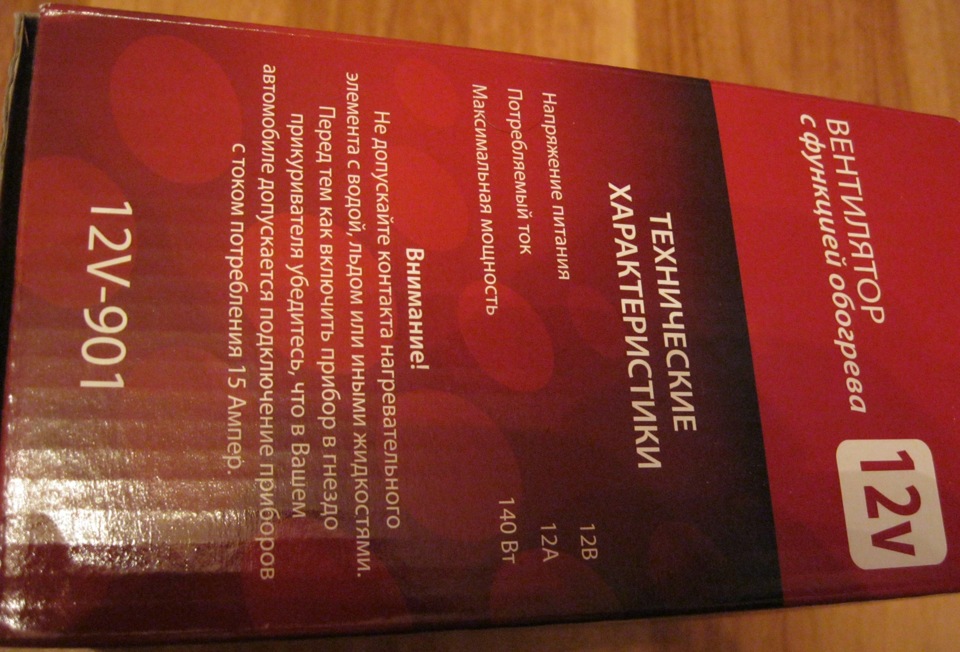 ВЕНТИЛЯТОР
с функцией обогрева
12v
ТЕХНИЧЕСКИЕ
ХАРАКТЕРИСТИКИ
Напряжение питания 12В
Потребляемый ток 12А
Максимальная мощность 140 Вт
Внимание!
Не допускайте контакта нагревательного
элемента с водой, льдом или иными жидкостями.
Перед тем как включить прибор в гнездо
прикуривателя убедитесь, что в Вашем
автомобиле допускается подключение приборов
с током потребления 15 Ампер.
12V-901